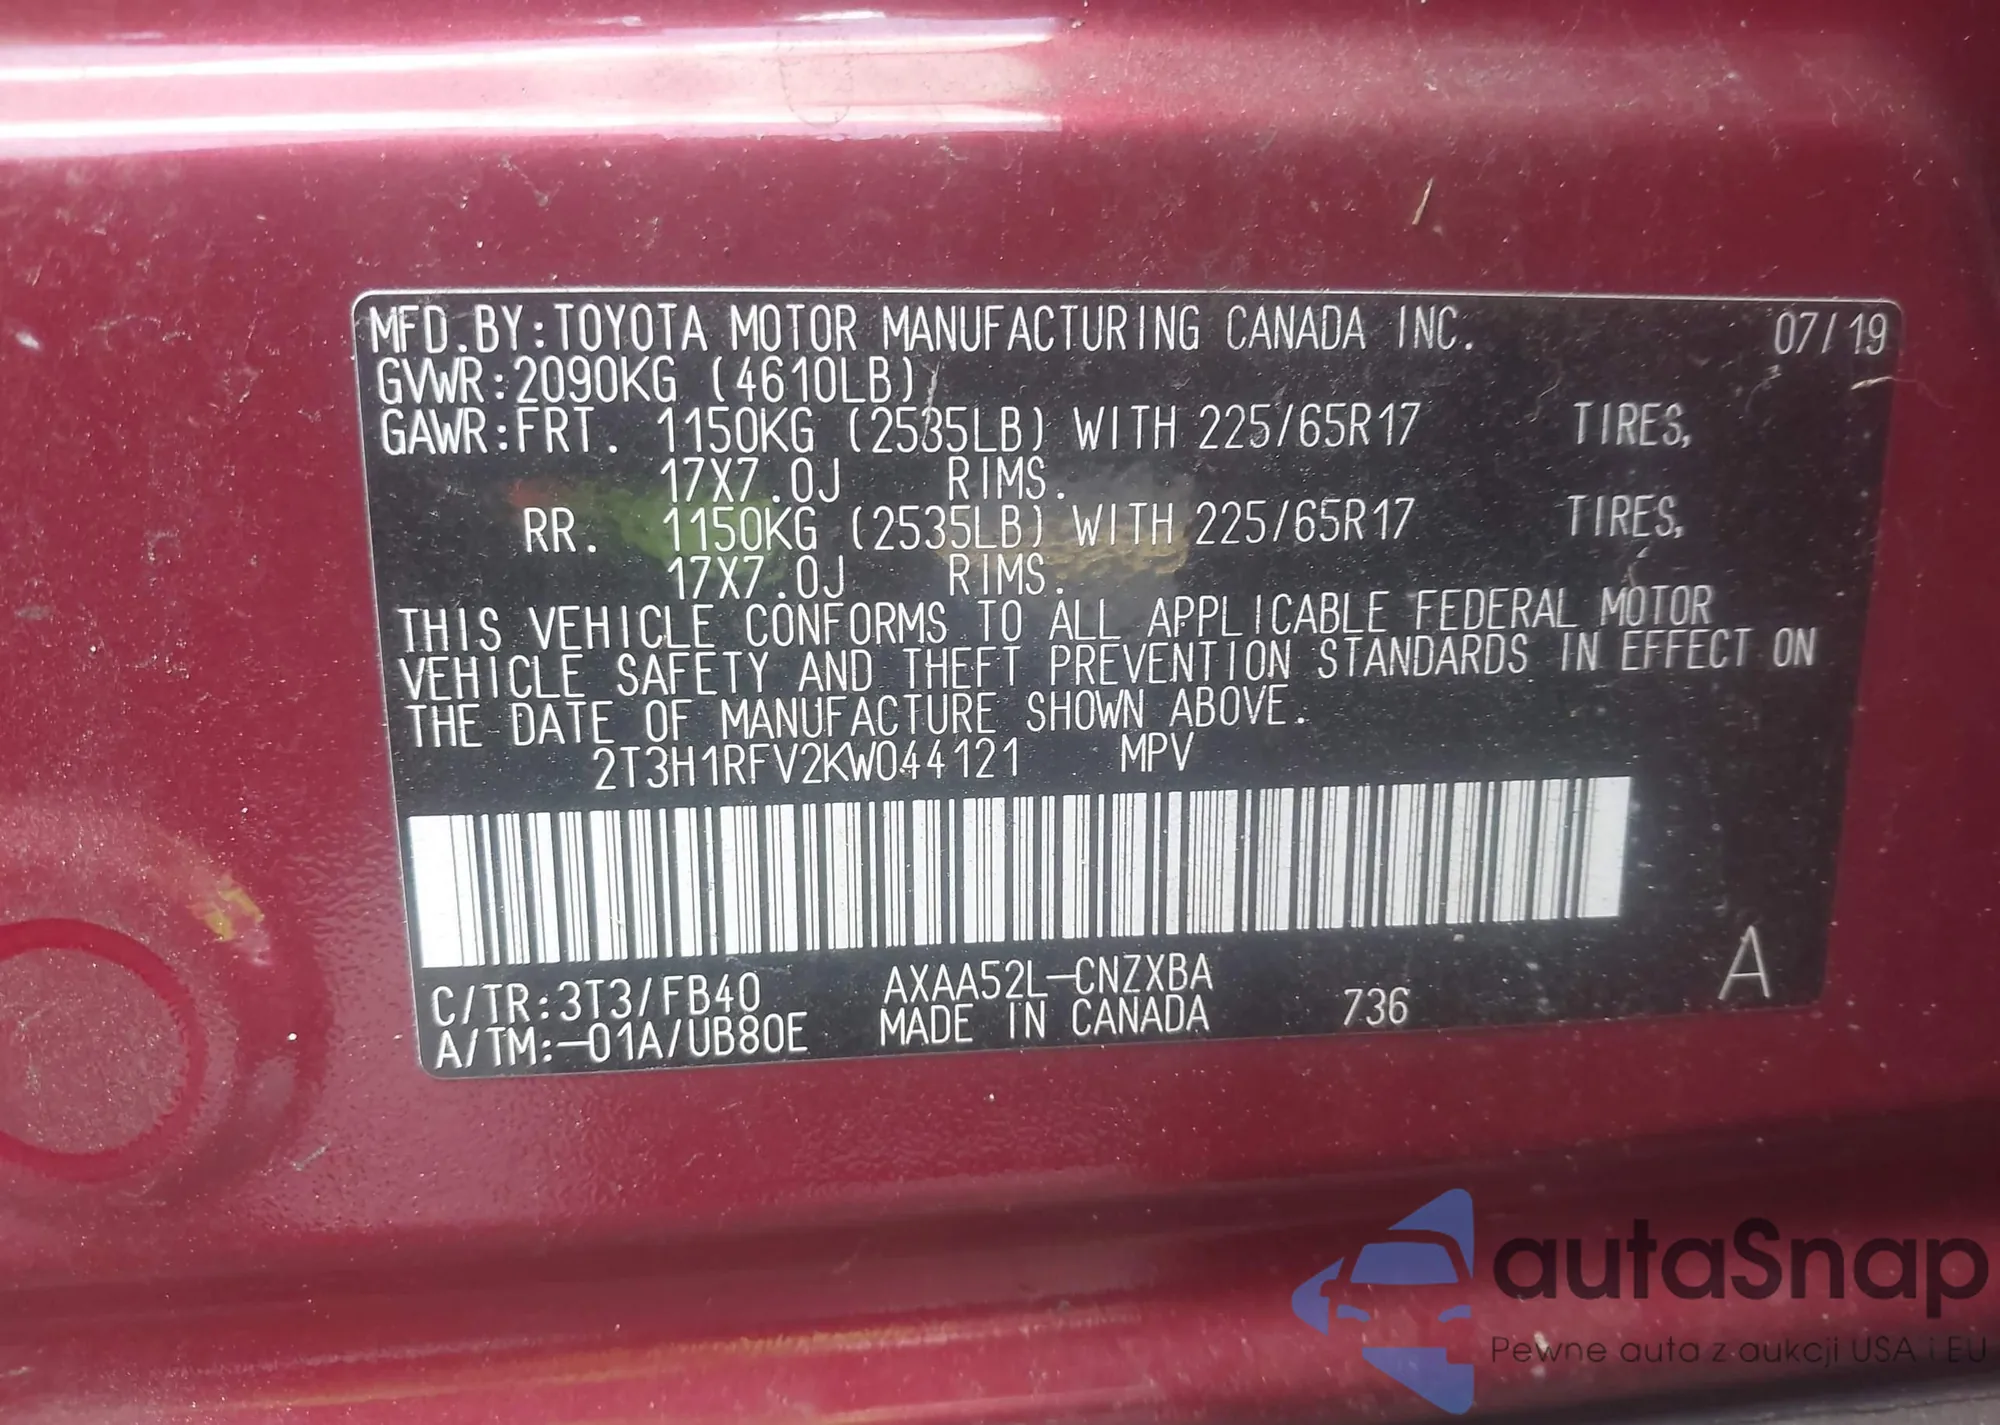 MFD.BY:TOYOTA MOTOR MANUFACTURING CANADA INC. 07/19
GVWR:2090KG (4610LB)
GAWR:FRT. 1150KG (2535LB) WITH 225/65R17 TIRES,
17X7.0J RIMS.
RR. 1150KG (2535LB) WITH 225/65R17 TIRES,
17X7.0J RIMS.
THIS VEHICLE CONFORMS TO ALL APPLICABLE FEDERAL MOTOR
VEHICLE SAFETY AND THEFT PREVENTION STANDARDS IN EFFECT ON
THE DATE OF MANUFACTURE SHOWN ABOVE.
2T3H1RFV2KW044121 MPV
C/TR:3T3/FB40 AXAA52L-CNZXBA A
A/TM:-01A/UB80E MADE IN CANADA 736
autaSnap
Pewne auta z aukcji USA i EU